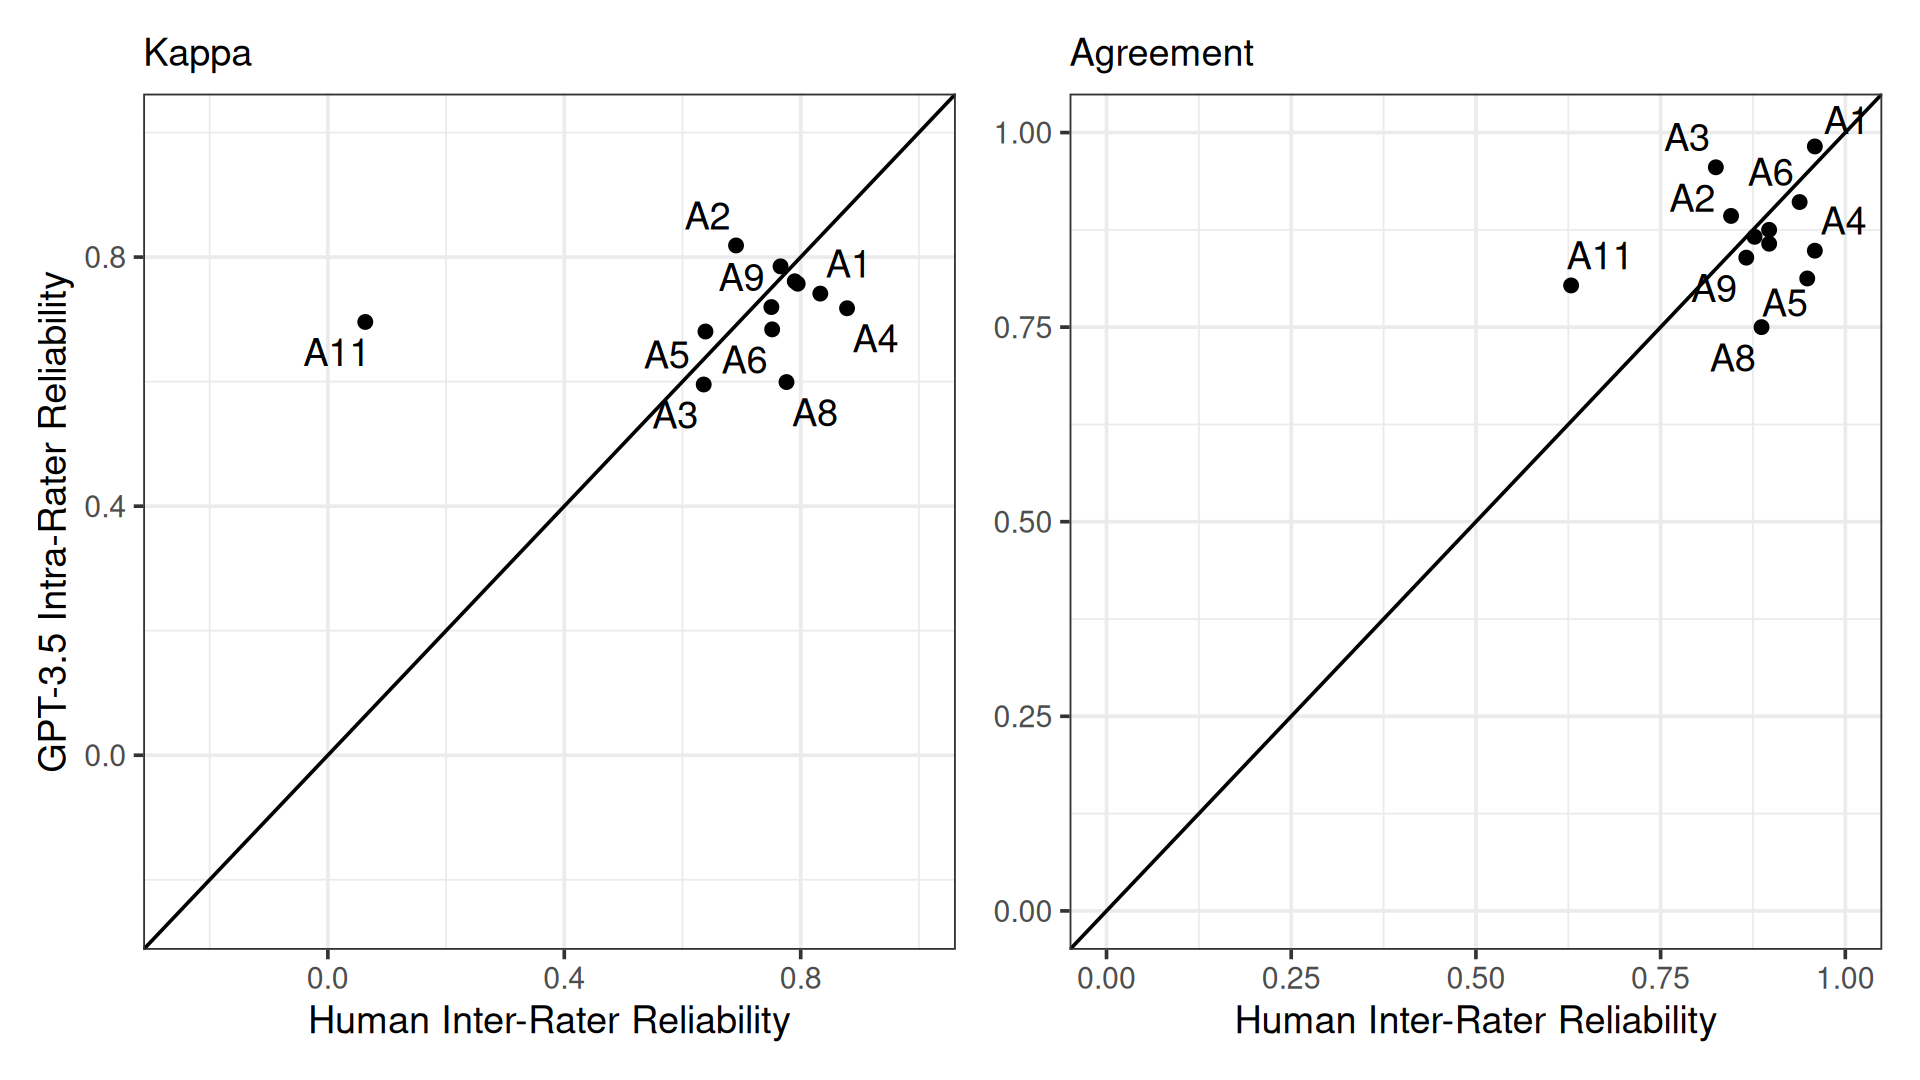 Kappa
A2
A9
A1
A4
A11
A5
A6
A3
A8
0.8
0.4
0.0
0.0
0.4
0.8
GPT-3.5 Intra-Rater Reliability
Human Inter-Rater Reliability
Agreement
A1
A3
A6
A2
A4
A11
A9
A5
A8
1.00
0.75
0.50
0.25
0.00
0.00
0.25
0.50
0.75
1.00
Human Inter-Rater Reliability